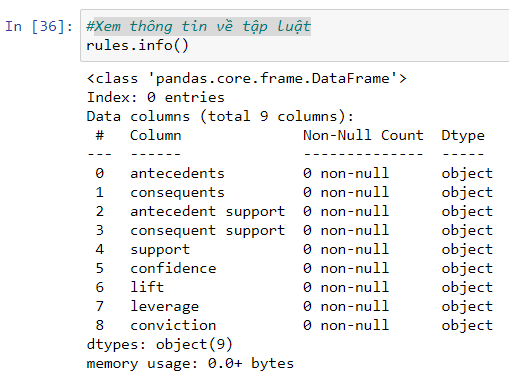 In [36]: #Xem thông tin về tập luật
rules.info()
<class 'pandas.core.frame.DataFrame'>
Index: 0 entries
Data columns (total 9 columns):
 #   Column              Non-Null Count  Dtype
---  ------              --------------  -----
 0   antecedents         0 non-null      object
 1   consequents         0 non-null      object
 2   antecedent support  0 non-null      object
 3   consequent support  0 non-null      object
 4   support             0 non-null      object
 5   confidence          0 non-null      object
 6   lift                0 non-null      object
 7   leverage            0 non-null      object
 8   conviction          0 non-null      object
dtypes: object(9)
memory usage: 0.0+ bytes